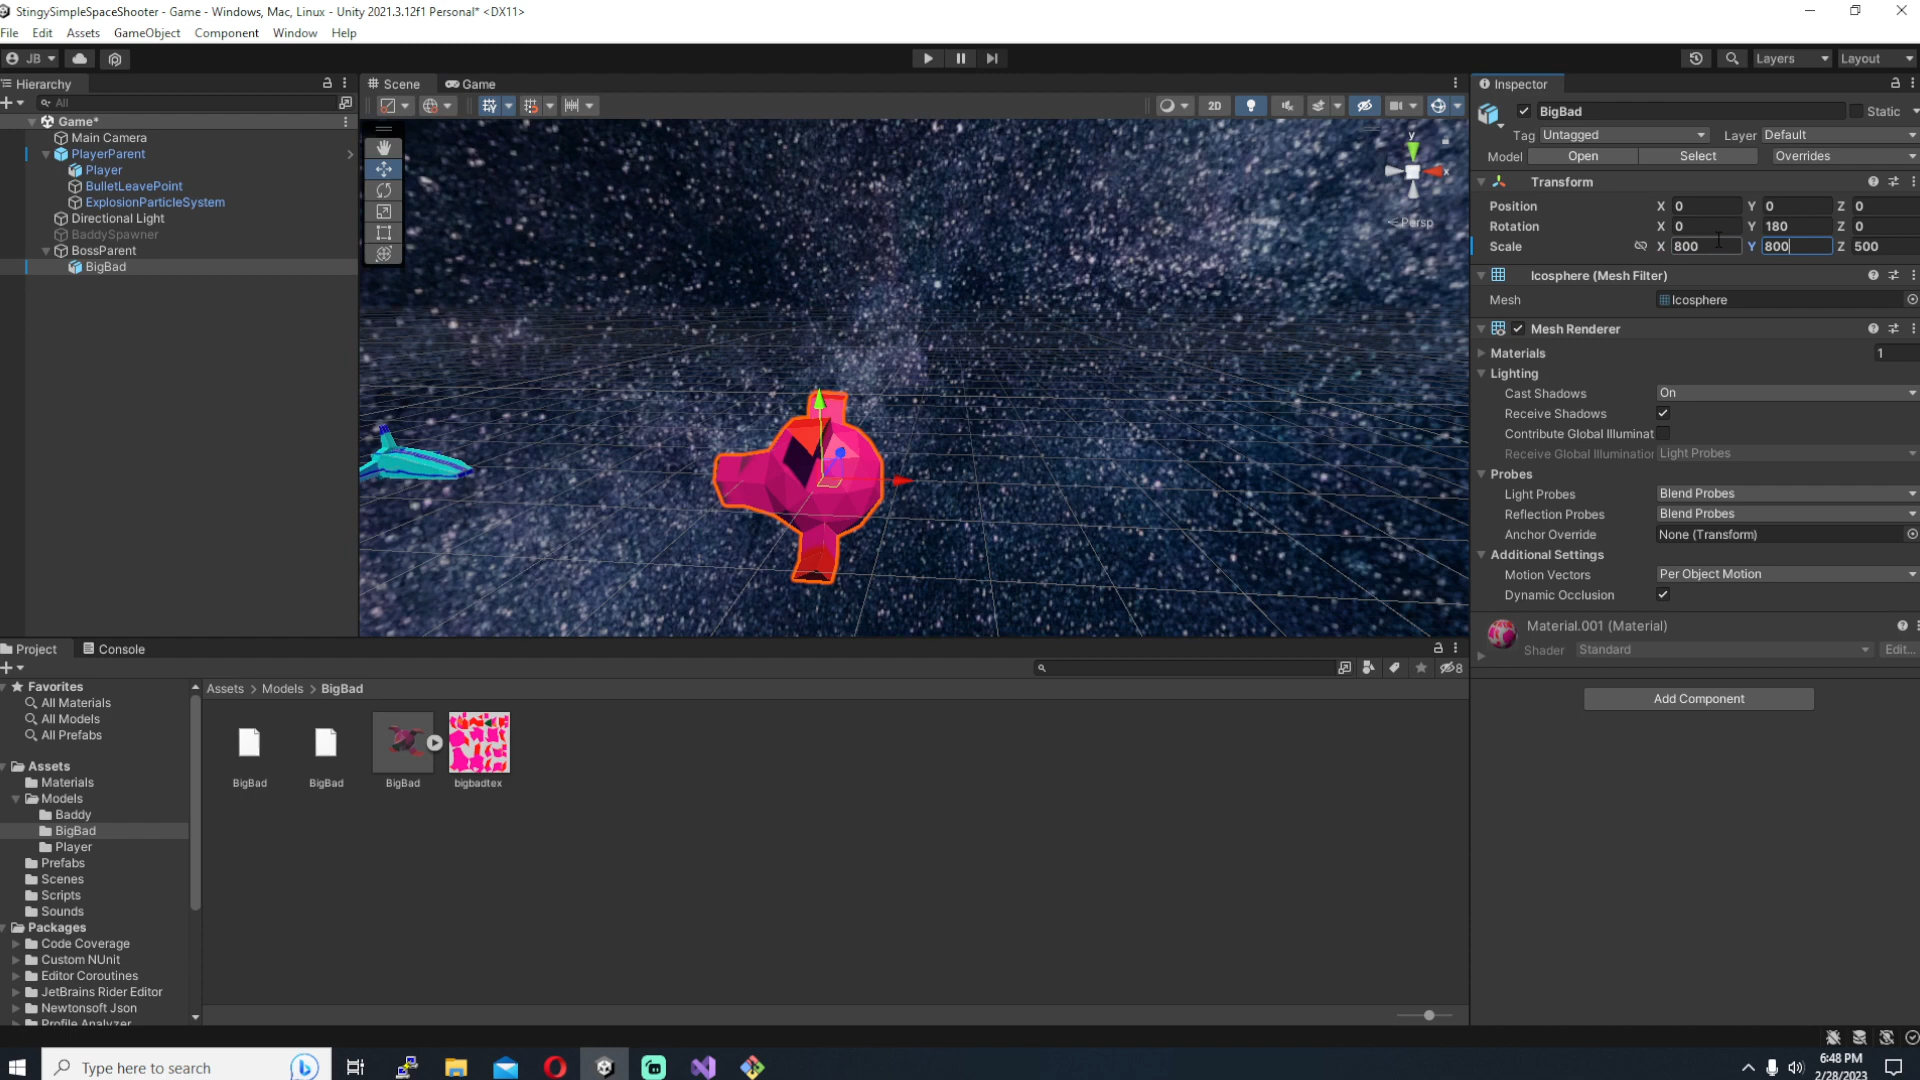 StingySimpleSpaceShooter - Game - Windows, Mac, Linux - Unity 2021.3.12f1 Personal* <DX11>
File Edit Assets GameObject Component Window Help
JB Layers Layout
Hierarchy
All
Game*
Main Camera
PlayerParent
Player
BulletLeavePoint
ExplosionParticleSystem
Directional Light
BaddySpawner
BossParent
BigBad
Scene Game
2D
y
x
Persp
Inspector
BigBad Static
Tag Untagged Layer Default
Model Open Select Overrides
Transform
Position X 0 Y 0 Z 0
Rotation X 0 Y 180 Z 0
Scale X 800 Y 800 Z 500
Icosphere (Mesh Filter)
Mesh Icosphere
Mesh Renderer
Materials 1
Lighting
Cast Shadows On
Receive Shadows
Contribute Global Illuminat
Receive Global Illumination Light Probes
Probes
Light Probes Blend Probes
Reflection Probes Blend Probes
Anchor Override None (Transform)
Additional Settings
Motion Vectors Per Object Motion
Dynamic Occlusion
Material.001 (Material)
Shader Standard Edit...
Add Component
Project Console
8
Favorites
All Materials
All Models
All Prefabs
Assets
Materials
Models
Baddy
BigBad
Player
Prefabs
Scenes
Scripts
Sounds
Packages
Code Coverage
Custom NUnit
Editor Coroutines
JetBrains Rider Editor
Newtonsoft Json
Profile Analyzer
Assets > Models > BigBad
BigBad BigBad BigBad bigbadtex
Type here to search
6:48 PM
2/28/2023